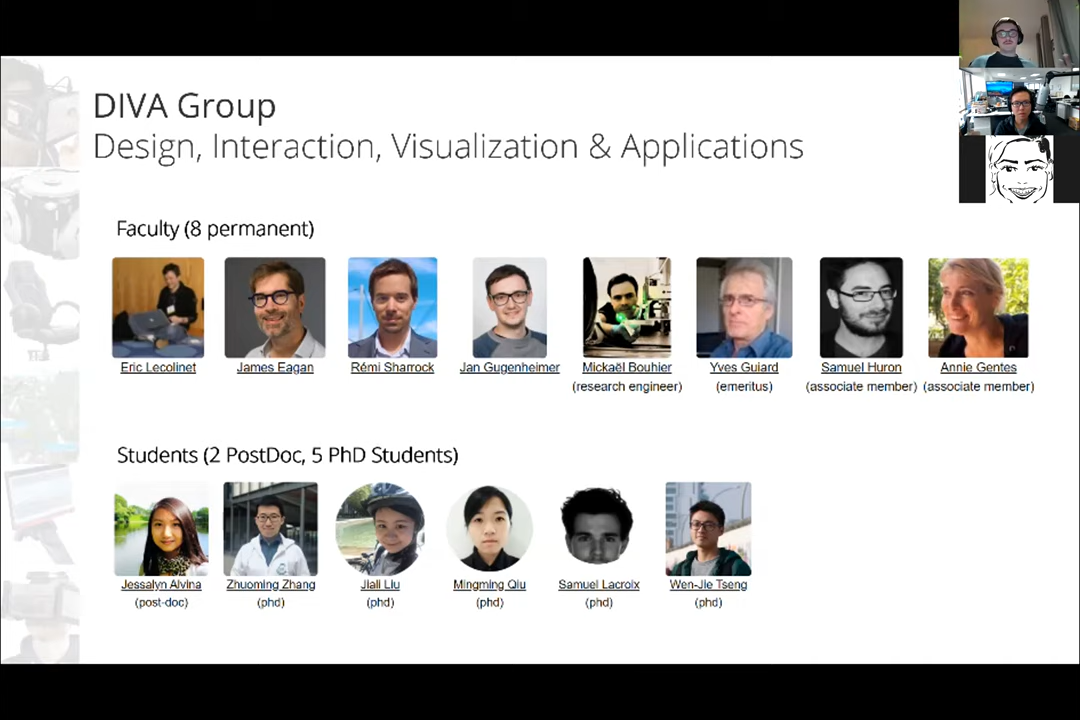 DIVA Group
Design, Interaction, Visualization & Applications
Faculty (8 permanent)
Eric Lecolinet
James Eagan
Rémi Sharrock
Jan Gugenheimer
Mickaël Bouhier
(research engineer)
Yves Guiard
(emeritus)
Samuel Huron
(associate member)
Annie Gentes
(associate member)
Students (2 PostDoc, 5 PhD Students)
Jessalyn Alvina
(post-doc)
Zhuoming Zhang
(phd)
Jiali Liu
(phd)
Mingming Qiu
(phd)
Samuel Lacroix
(phd)
Wen-Jie Tseng
(phd)